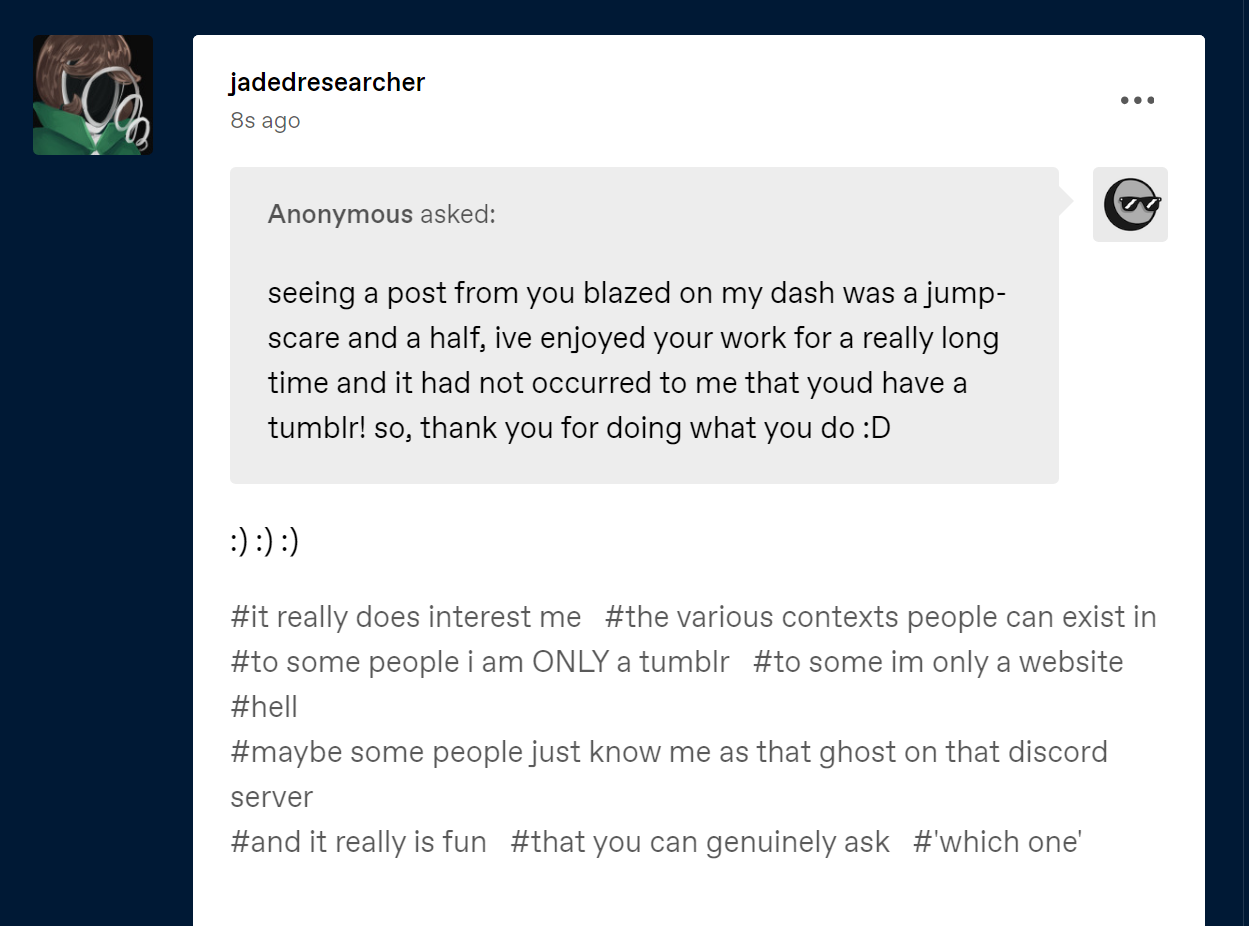 jadedresearcher
8s ago
Anonymous asked:
seeing a post from you blazed on my dash was a jump-
scare and a half, ive enjoyed your work for a really long
time and it had not occurred to me that youd have a
tumblr! so, thank you for doing what you do :D
:) :) :)
#it really does interest me #the various contexts people can exist in
#to some people i am ONLY a tumblr #to some im only a website
#hell
#maybe some people just know me as that ghost on that discord
server
#and it really is fun #that you can genuinely ask #'which one'